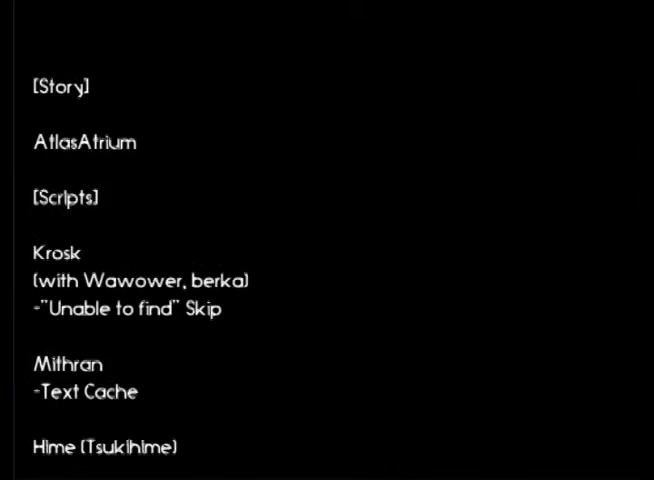 [Story]
AtlasAtrium
[Scripts]
Krosk
(with Wawower, berka)
-"Unable to find" Skip
Mithran
-Text Cache
Hime (Tsukihime)